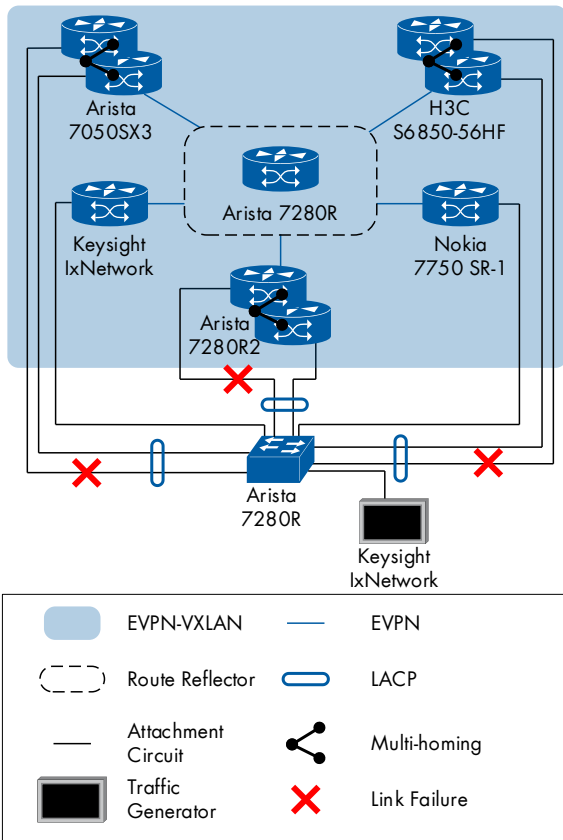 Arista
7050SX3
H3C
S6850-56HF
Arista 7280R
Keysight
IxNetwork
Nokia
7750 SR-1
Arista
7280R2
Arista
7280R
Keysight
IxNetwork
EVPN-VXLAN
EVPN
Route Reflector
LACP
Attachment
Circuit
Multi-homing
Traffic
Generator
Link Failure